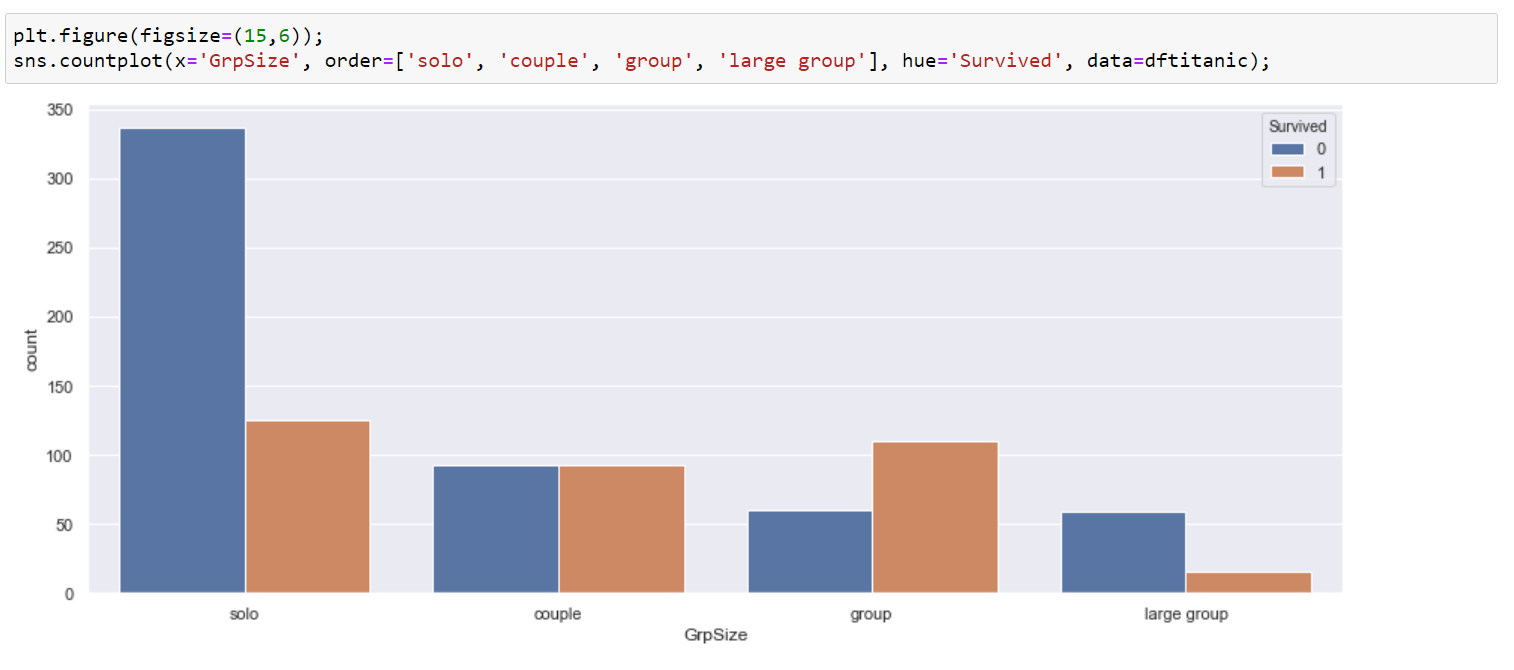 plt.figure(figsize=(15,6));
sns.countplot(x='GrpSize', order=['solo', 'couple', 'group', 'large group'], hue='Survived', data=dftitanic);
350
300
250
200
150
100
50
0
count
Survived
0
1
solo
couple
group
large group
GrpSize